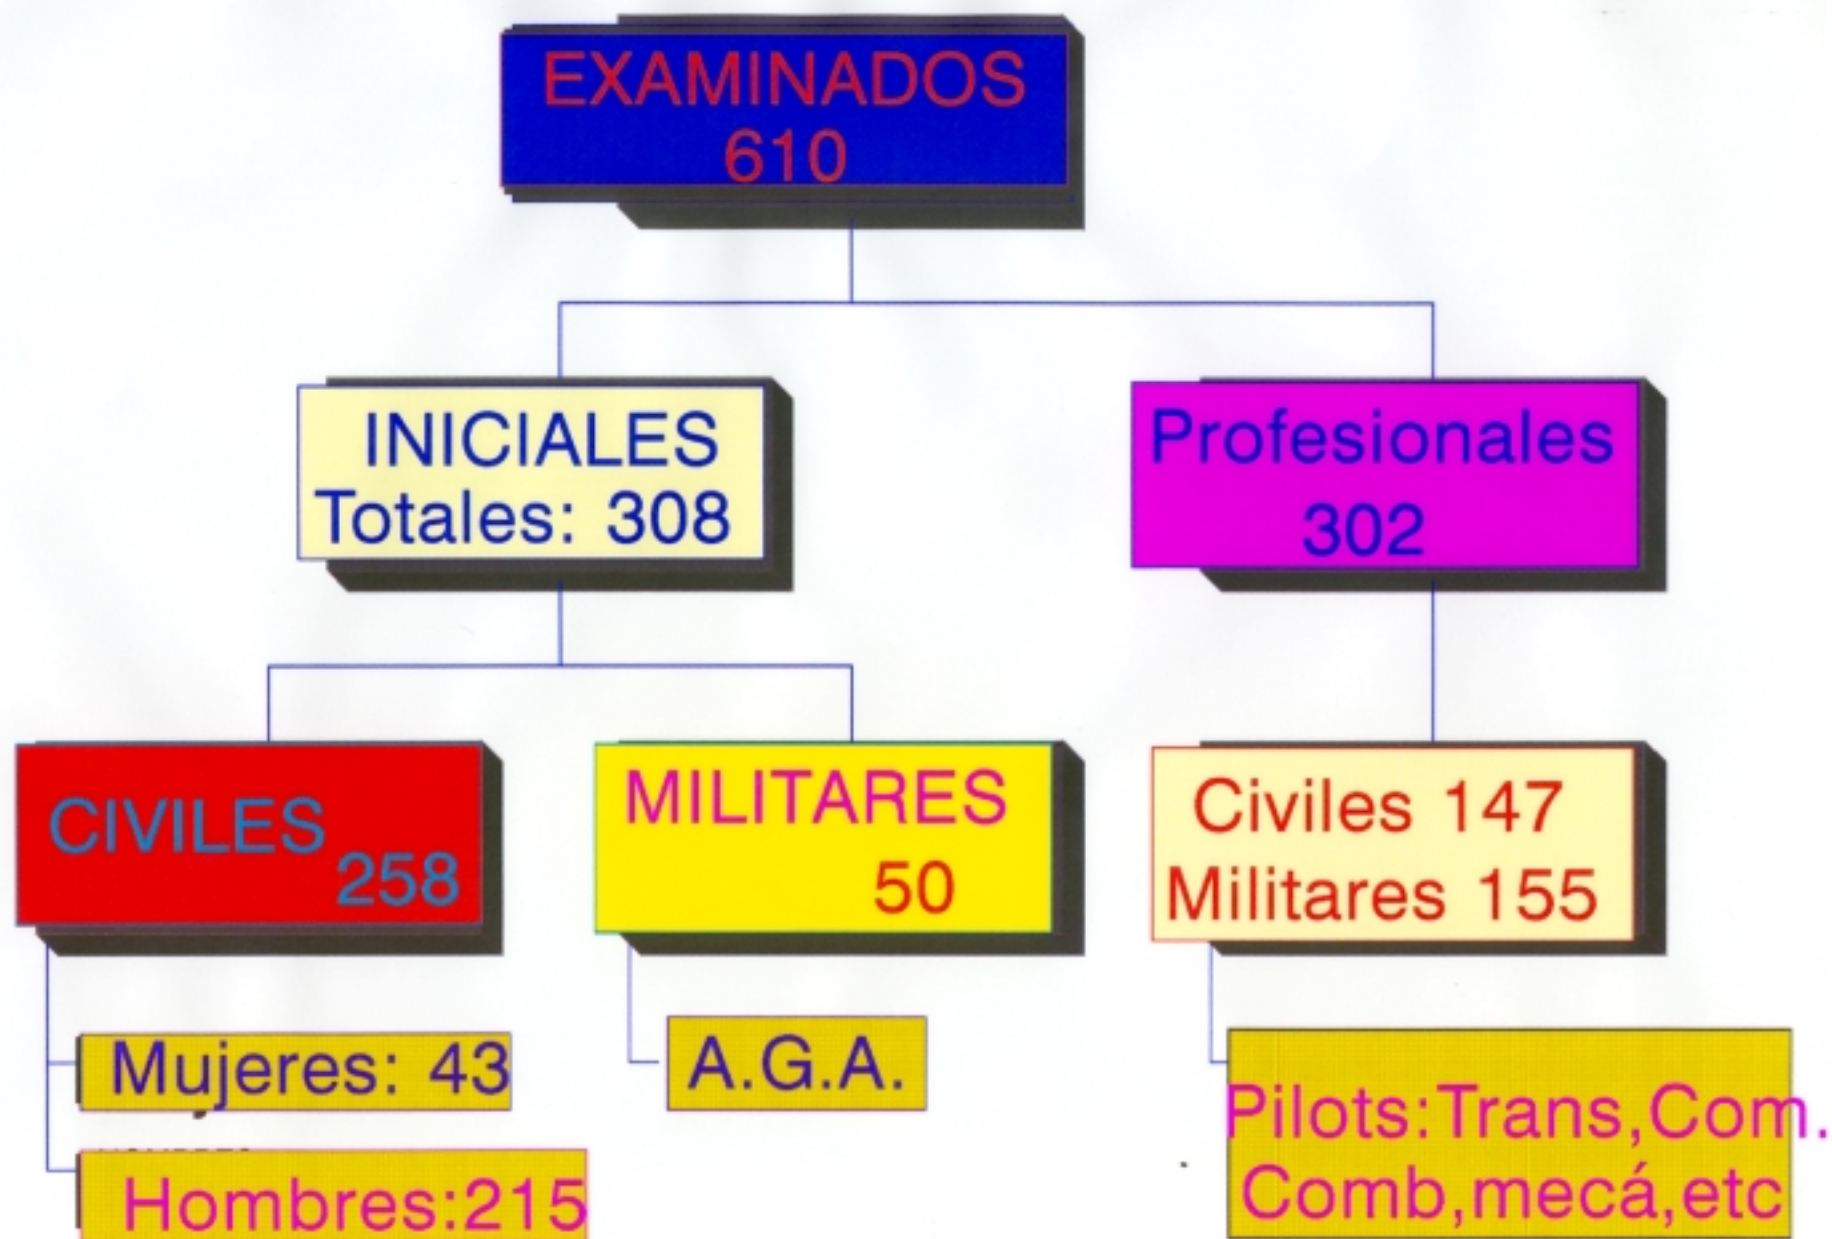 EXAMINADOS
610
INICIALES
Totales: 308
Profesionales
302
CIVILES
258
MILITARES
50
Civiles 147
Militares 155
Mujeres: 43
Hombres:215
A.G.A.
Pilots:Trans,Com.
Comb,mecá,etc